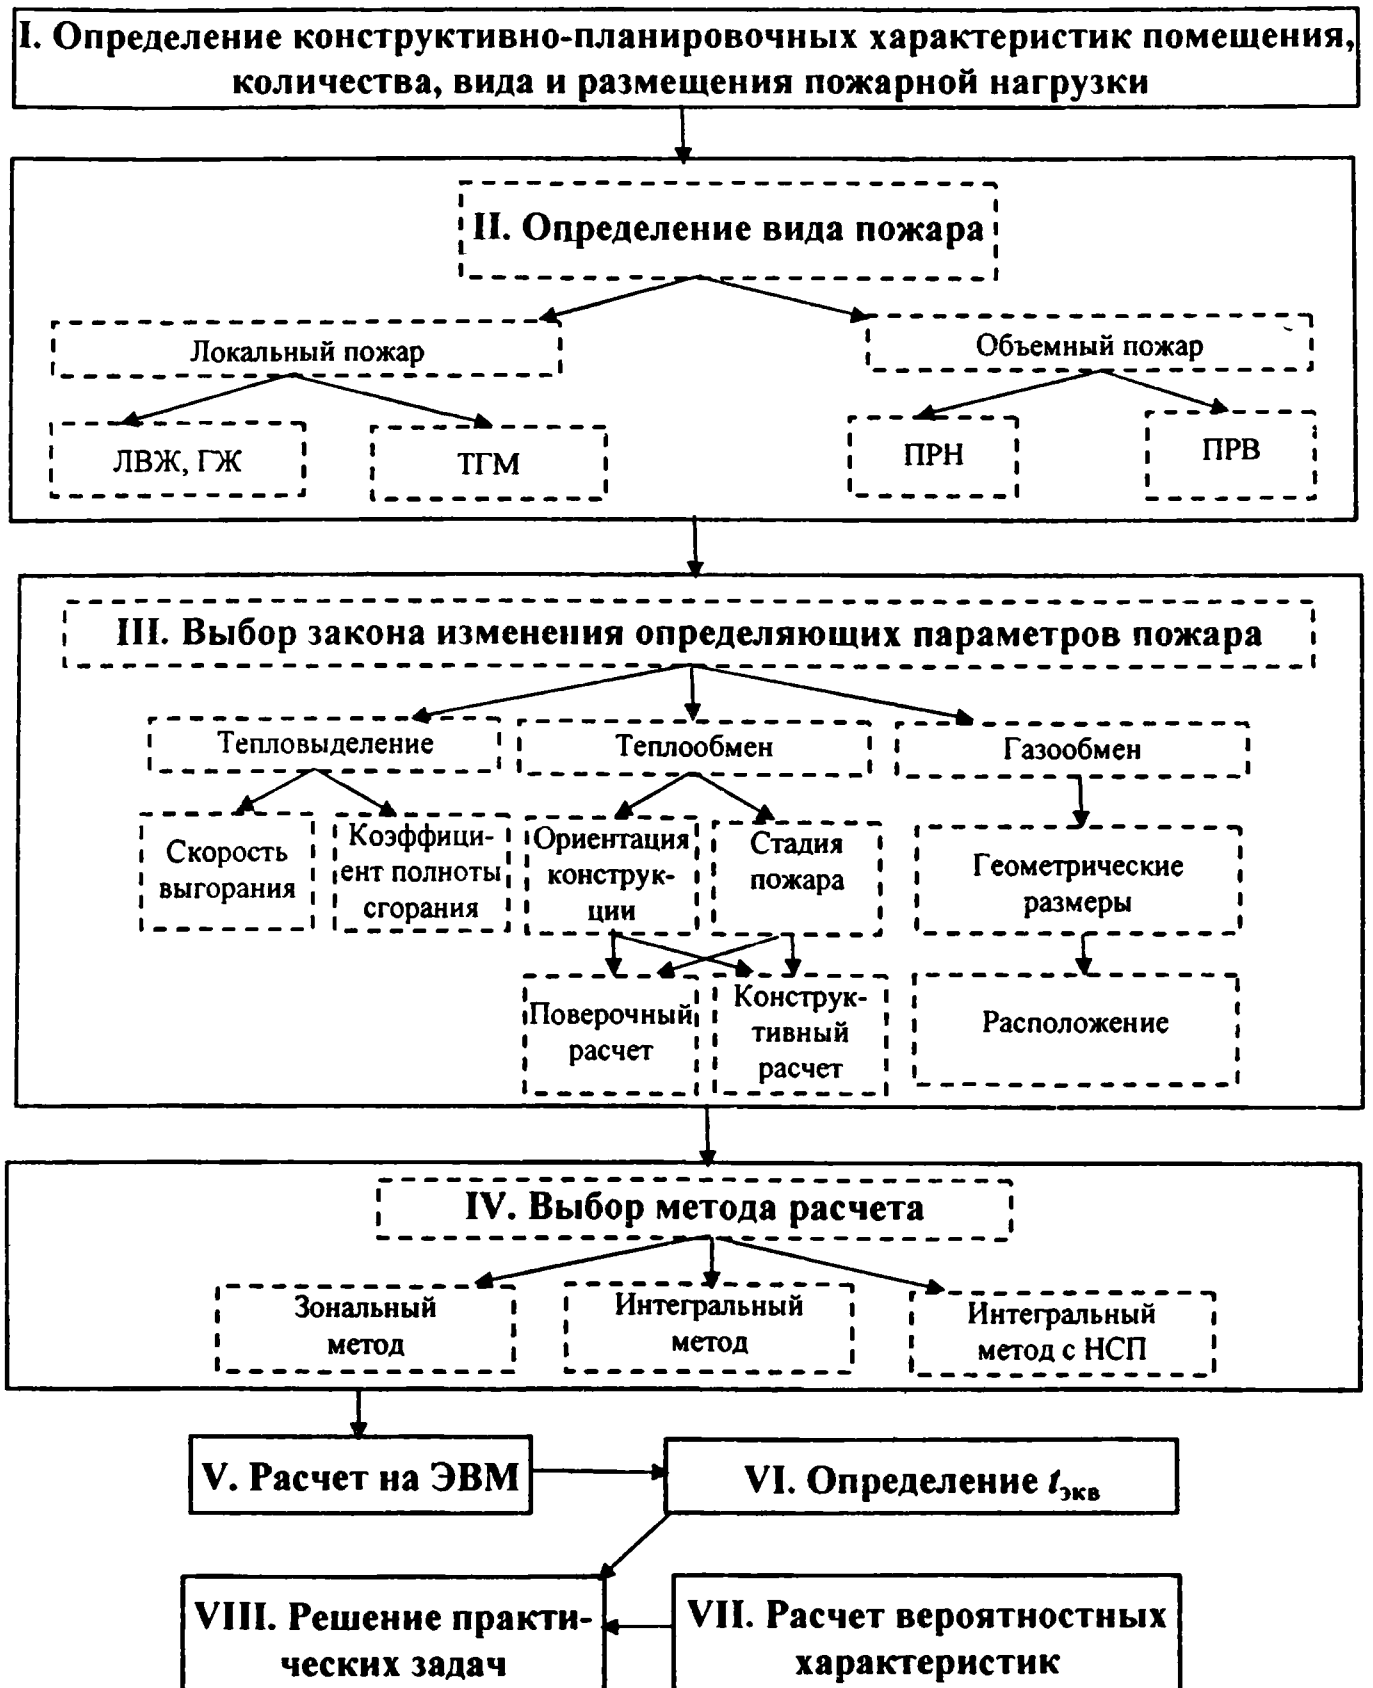 I. Определение конструктивно-планировочных характеристик помещения,
количества, вида и размещения пожарной нагрузки
II. Определение вида пожара
Локальный пожар
Объемный пожар
ЛВЖ, ГЖ
ТГМ
ПРН
ПРВ
III. Выбор закона изменения определяющих параметров пожара
Тепловыделение
Теплообмен
Газообмен
Скорость
выгорания
Коэффици-
ент полноты
сгорания
Ориентация
конструк-
ции
Стадия
пожара
Геометрические
размеры
Поверочный
расчет
Конструк-
тивный
расчет
Расположение
IV. Выбор метода расчета
Зональный
метод
Интегральный
метод
Интегральный
метод с НСП
V. Расчет на ЭВМ
VI. Определение tэкв
VIII. Решение практи-
ческих задач
VII. Расчет вероятностных
характеристик